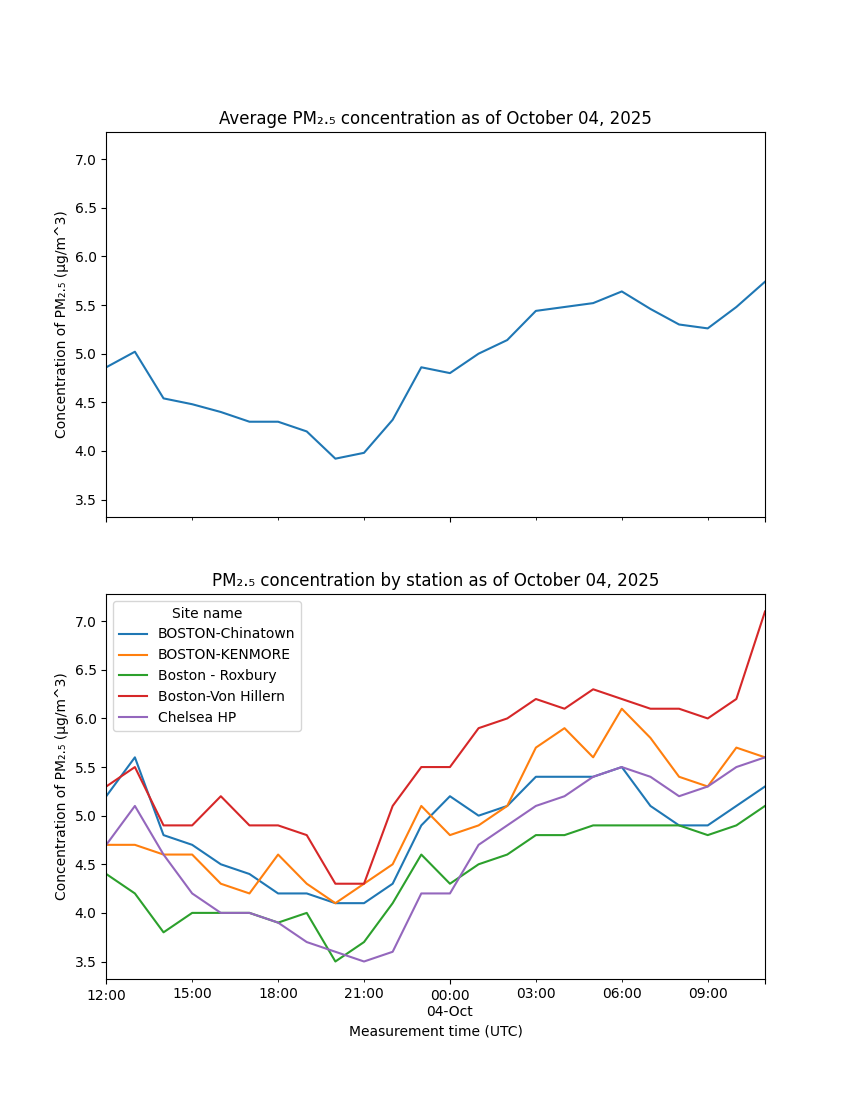 Average PM₂.₅ concentration as of October 04, 2025
Concentration of PM₂.₅ (μg/m^3)
7.0
6.5
6.0
5.5
5.0
4.5
4.0
3.5
PM₂.₅ concentration by station as of October 04, 2025
Concentration of PM₂.₅ (μg/m^3)
7.0
6.5
6.0
5.5
5.0
4.5
4.0
3.5
Site name
BOSTON-Chinatown
BOSTON-KENMORE
Boston - Roxbury
Boston-Von Hillern
Chelsea HP
12:00 15:00 18:00 21:00 00:00 03:00 06:00 09:00
04-Oct
Measurement time (UTC)